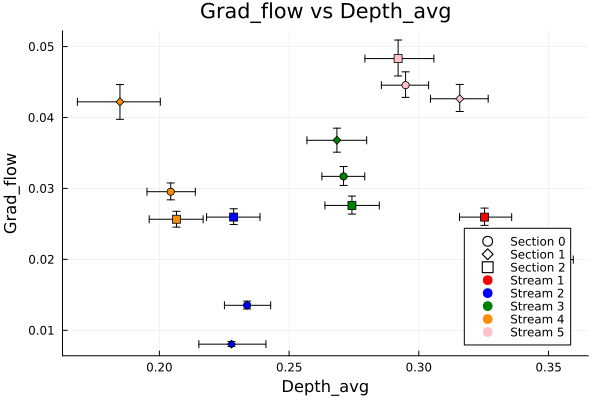 Grad_flow vs Depth_avg
0.05
0.04
0.03
0.02
0.01
Grad_flow
Section 0
Section 1
Section 2
Stream 1
Stream 2
Stream 3
Stream 4
Stream 5
0.20
0.25
0.30
0.35
Depth_avg